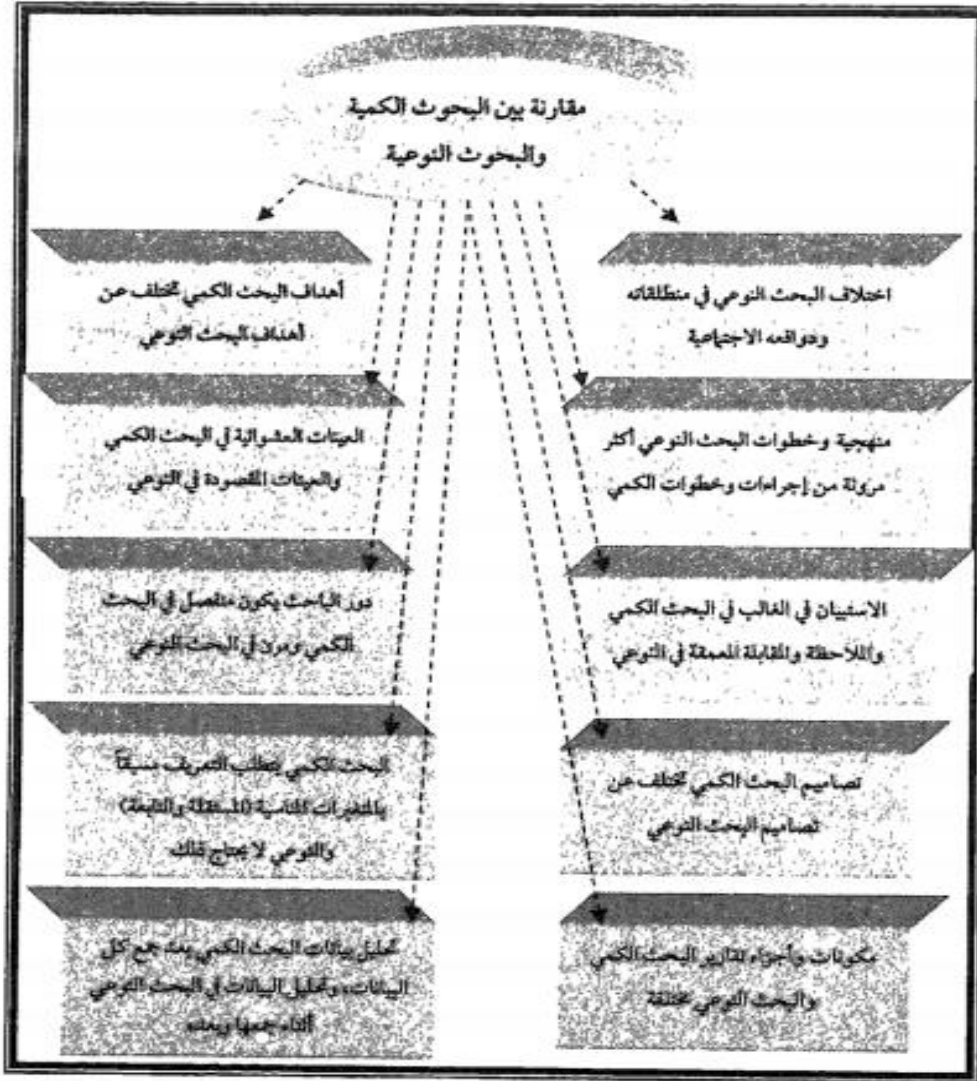 مقارنة بين البحوث الكمية
والبحوث النوعية
اختلاف البحث النوعي في منطلقاته
ودوافعه الاجتماعية
أهداف البحث الكمي تختلف عن
أهداف البحث النوعي
منهجية وخطوات البحث النوعي أكثر
مرونة من إجراءات وخطوات الكمي
العينات العشوائية في البحث الكمي
والعينات المقصودة في النوعي
الاستبيان في الغالب في البحث الكمي
والملاحظة والمقابلة المعمقة في النوعي
دور الباحث يكون منفصل في البحث
الكمي ومرن في البحث النوعي
تصاميم البحث الكمي تختلف عن
تصاميم البحث النوعي
البحث الكمي يتطلب التعريف مسبقاً
بالمتغيرات المناسبة (المستقلة والتابعة)
والنوعي لا يحتاج ذلك
مكونات وأجزاء تقارير البحث الكمي
والبحث النوعي مختلفة
تحليل بيانات البحث الكمي بعد جمع كل
البيانات، وتحليل البيانات في البحث النوعي
أثناء جمعها وبعده